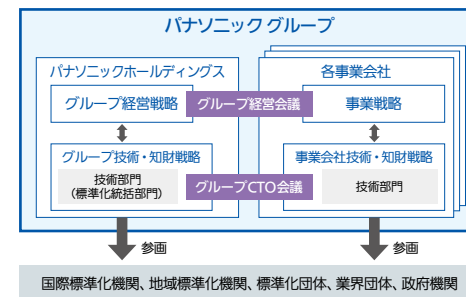 パナソニック グループ
パナソニックホールディングス
各事業会社
グループ経営戦略
グループ経営会議
事業戦略
グループ技術・知財戦略
事業会社技術・知財戦略
技術部門
(標準化統括部門)
グループCTO会議
技術部門
参画
参画
国際標準化機関、地域標準化機関、標準化団体、業界団体、政府機関